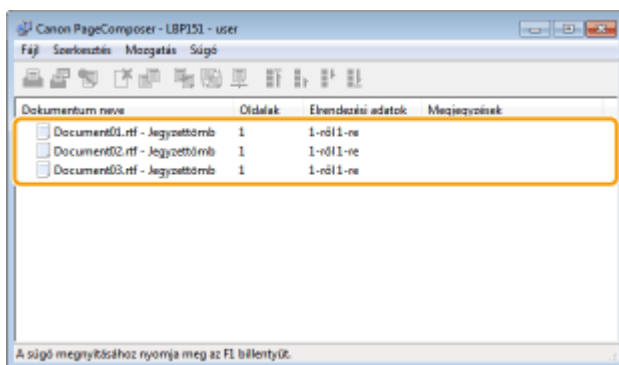 Canon PageComposer - LBP151 - user
Fájl Szerkesztés Mozgatás Súgó
Dokumentum neve Oldalak Elrendezési adatok Megjegyzések
Document01.rtf - Jegyzettömb 1 1-ről 1-re
Document02.rtf - Jegyzettömb 1 1-ről 1-re
Document03.rtf - Jegyzettömb 1 1-ről 1-re
A súgó megnyitásához nyomja meg az F1 billentyűt.